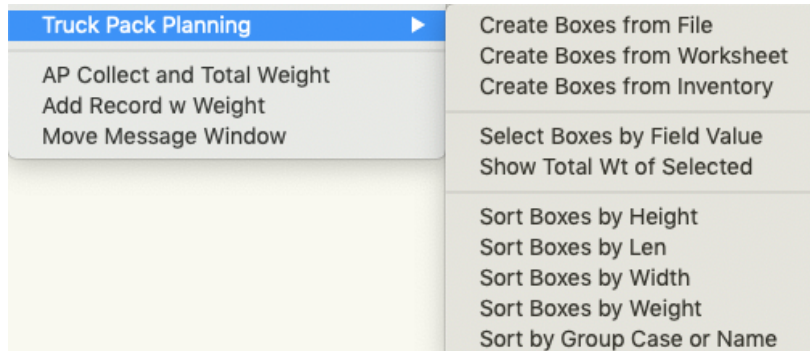 Truck Pack Planning
AP Collect and Total Weight
Add Record w Weight
Move Message Window
Create Boxes from File
Create Boxes from Worksheet
Create Boxes from Inventory
Select Boxes by Field Value
Show Total Wt of Selected
Sort Boxes by Height
Sort Boxes by Len
Sort Boxes by Width
Sort Boxes by Weight
Sort by Group Case or Name